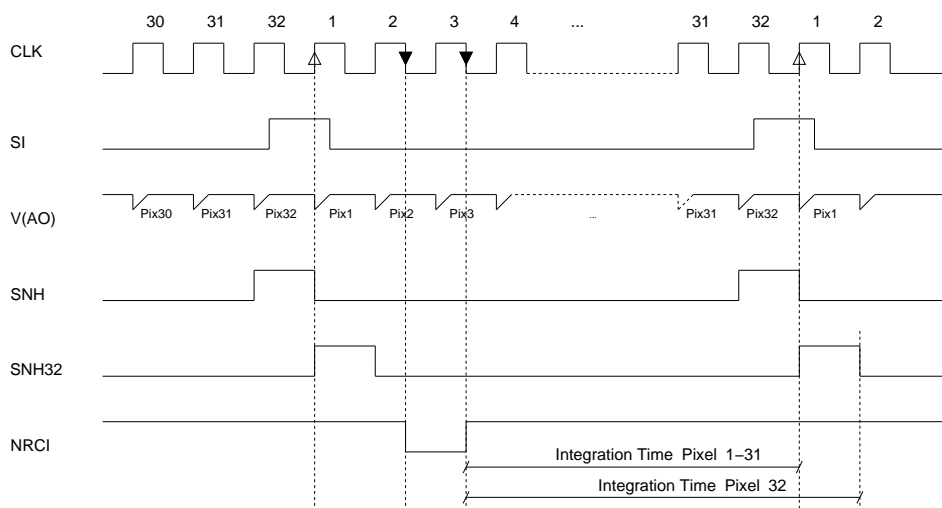 30 31 32 1 2 3 4 ... 31 32 1 2
CLK
SI
V(AO)
Pix30 Pix31 Pix32 Pix1 Pix2 Pix3 ... Pix31 Pix32 Pix1
SNH
SNH32
NRCI
Integration Time Pixel 1–31
Integration Time Pixel 32